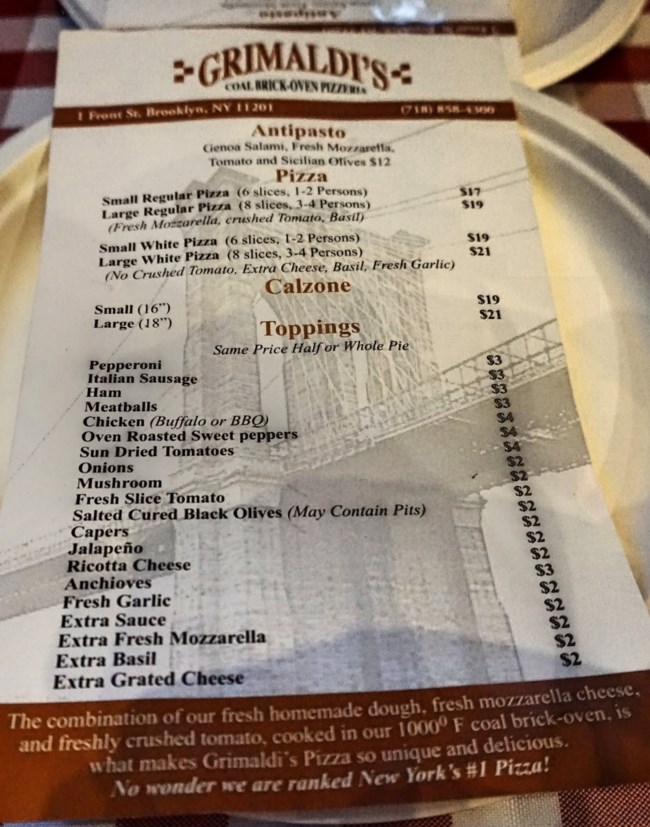 GRIMALDI'S
COAL BRICK-OVEN PIZZERIA
1 Front St. Brooklyn, NY 11201 (718) 858-4300
Antipasto
Genoa Salami, Fresh Mozzarella,
Tomato and Sicilian Olives $12
Pizza
Small Regular Pizza (6 slices, 1-2 Persons) $17
Large Regular Pizza (8 slices, 3-4 Persons) $19
(Fresh Mozzarella, crushed Tomato, Basil)
Small White Pizza (6 slices, 1-2 Persons) $19
Large White Pizza (8 slices, 3-4 Persons) $21
(No Crushed Tomato, Extra Cheese, Basil, Fresh Garlic)
Calzone
Small (16") $19
Large (18") $21
Toppings
Same Price Half or Whole Pie
Pepperoni $3
Italian Sausage $3
Ham $3
Meatballs $3
Chicken (Buffalo or BBQ) $4
Oven Roasted Sweet peppers $4
Sun Dried Tomatoes $4
Onions $2
Mushroom $2
Fresh Slice Tomato $2
Salted Cured Black Olives (May Contain Pits) $2
Capers $2
Jalapeño $2
Ricotta Cheese $2
Anchioves $3
Fresh Garlic $2
Extra Sauce $2
Extra Fresh Mozzarella $2
Extra Basil $2
Extra Grated Cheese $2
The combination of our fresh homemade dough, fresh mozzarella cheese,
and freshly crushed tomato, cooked in our 1000⁰ F coal brick-oven, is
what makes Grimaldi's Pizza so unique and delicious.
No wonder we are ranked New York's #1 Pizza!